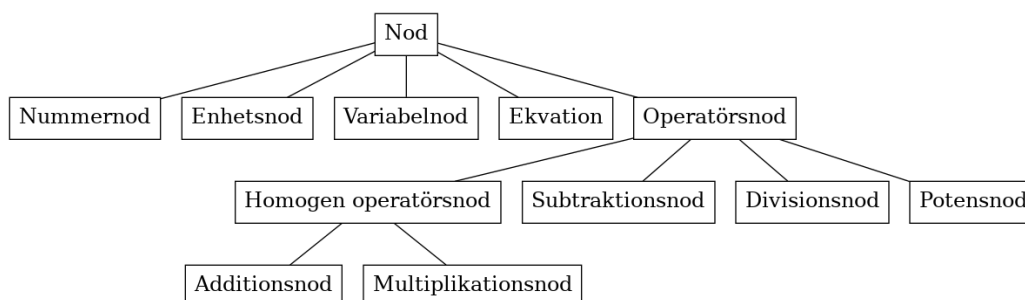 Nod
Nummernod
Enhetsnod
Variabelnod
Ekvation
Operatörsnod
Homogen operatörsnod
Subtraktionsnod
Divisionsnod
Potensnod
Additionsnod
Multiplikationsnod